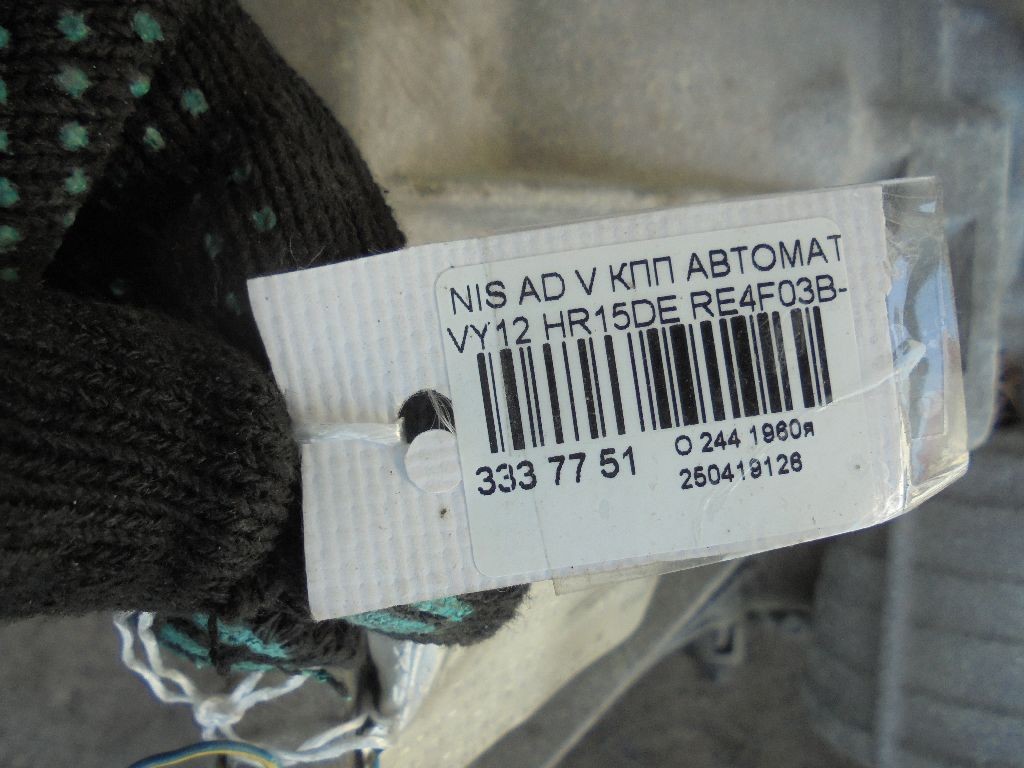 NIS AD V КПП АВТОМАТ
VY12 HR15DE RE4F03B-
333 77 51
O 244 1960я
250419126